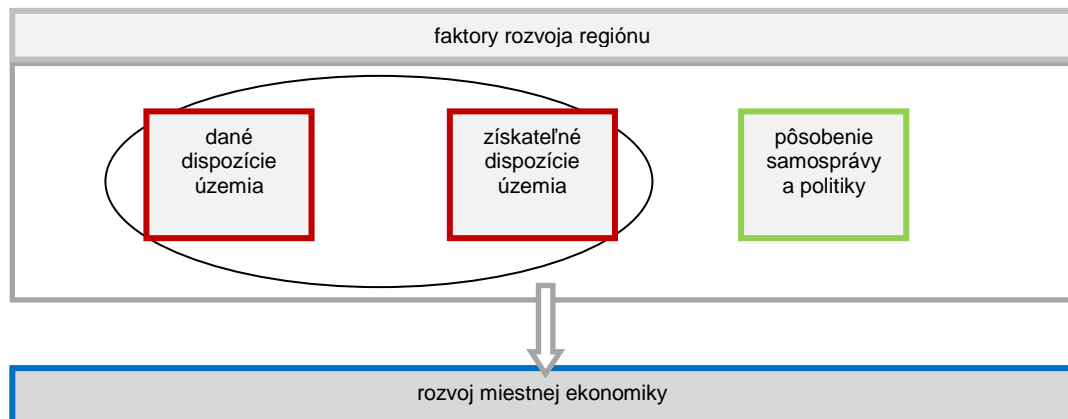 faktory rozvoja regiónu
dané
dispozície
územia
získateľné
dispozície
územia
pôsobenie
samosprávy
a politiky
rozvoj miestnej ekonomiky